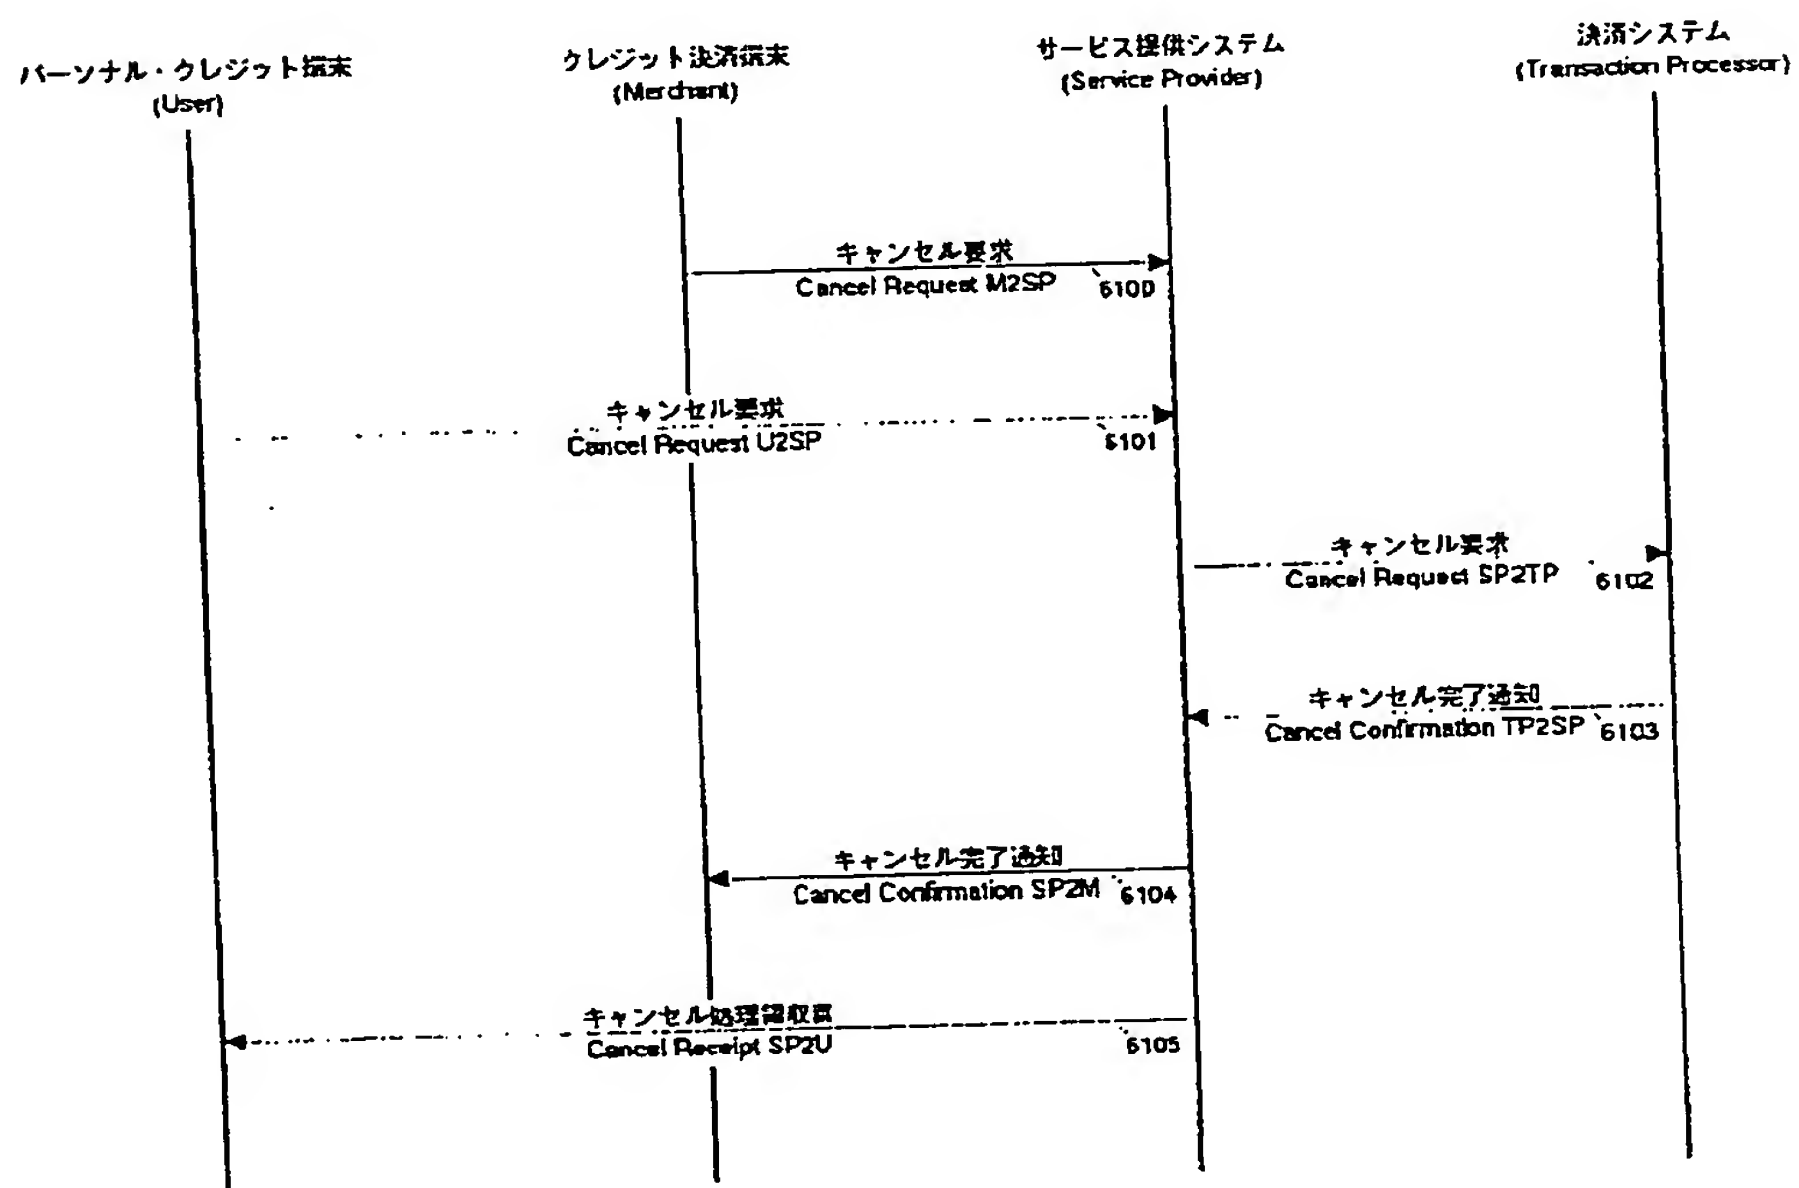 パーソナル・クレジット端末
(User)
クレジット決済端末
(Merchant)
サービス提供システム
(Service Provider)
決済システム
(Transaction Processor)
キャンセル要求
Cancel Request M2SP
6100
キャンセル要求
Cancel Request U2SP
6101
キャンセル要求
Cancel Request SP2TP
6102
キャンセル完了通知
Cancel Confirmation TP2SP
6103
キャンセル完了通知
Cancel Confirmation SP2M
6104
キャンセル処理領収書
Cancel Receipt SP2U
6105